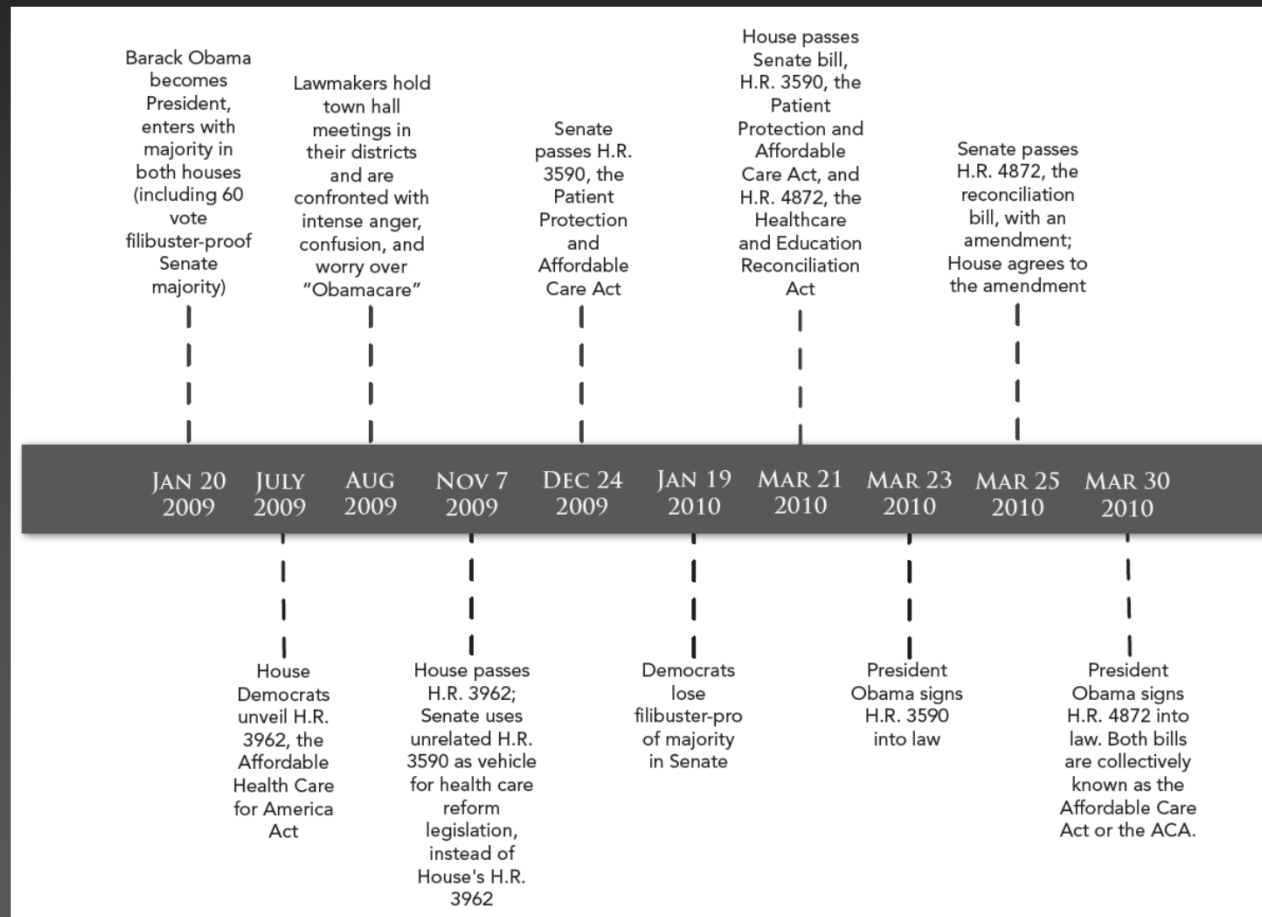 Barack Obama
becomes
President,
enters with
majority in
both houses
(including 60
vote
filibuster-proof
Senate
majority)
Lawmakers hold
town hall
meetings in
their districts
and are
confronted with
intense anger,
confusion, and
worry over
"Obamacare"
Senate
passes H.R.
3590, the
Patient
Protection
and
Affordable
Care Act
House passes
Senate bill,
H.R. 3590, the
Patient
Protection and
Affordable
Care Act, and
H.R. 4872, the
Healthcare
and Education
Reconciliation
Act
Senate passes
H.R. 4872, the
reconciliation
bill, with an
amendment;
House agrees to
the amendment
JAN 20
2009
JULY
2009
AUG
2009
NOV 7
2009
DEC 24
2009
JAN 19
2010
MAR 21
2010
MAR 23
2010
MAR 25
2010
MAR 30
2010
House
Democrats
unveil H.R.
3962, the
Affordable
Health Care
for America
Act
House passes
H.R. 3962;
Senate uses
unrelated H.R.
3590 as vehicle
for health care
reform
legislation,
instead of
House's H.R.
3962
Democrats
lose
filibuster-pro
of majority
in Senate
President
Obama signs
H.R. 3590
into law
President
Obama signs
H.R. 4872 into
law. Both bills
are collectively
known as the
Affordable Care
Act or the ACA.